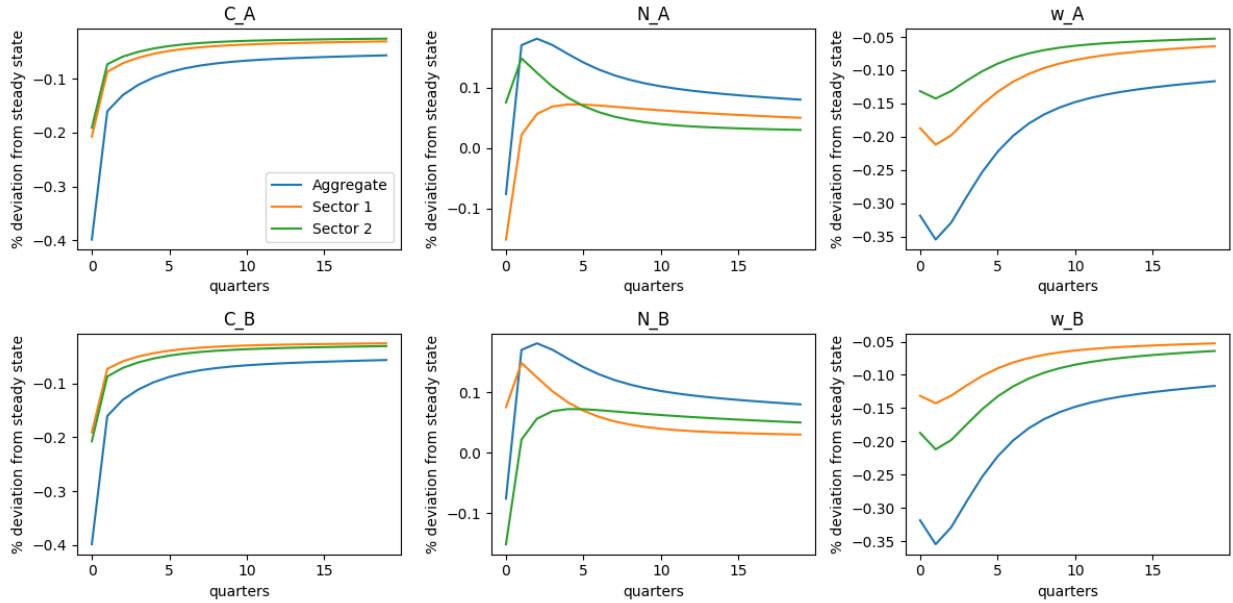 C_A
% deviation from steady state
−0.1
−0.2
−0.3
−0.4
0
5
10
15
quarters
Aggregate
Sector 1
Sector 2
N_A
% deviation from steady state
0.1
0.0
−0.1
0
5
10
15
quarters
w_A
% deviation from steady state
−0.05
−0.10
−0.15
−0.20
−0.25
−0.30
−0.35
0
5
10
15
quarters
C_B
% deviation from steady state
−0.1
−0.2
−0.3
−0.4
0
5
10
15
quarters
N_B
% deviation from steady state
0.1
0.0
−0.1
0
5
10
15
quarters
w_B
% deviation from steady state
−0.05
−0.10
−0.15
−0.20
−0.25
−0.30
−0.35
0
5
10
15
quarters